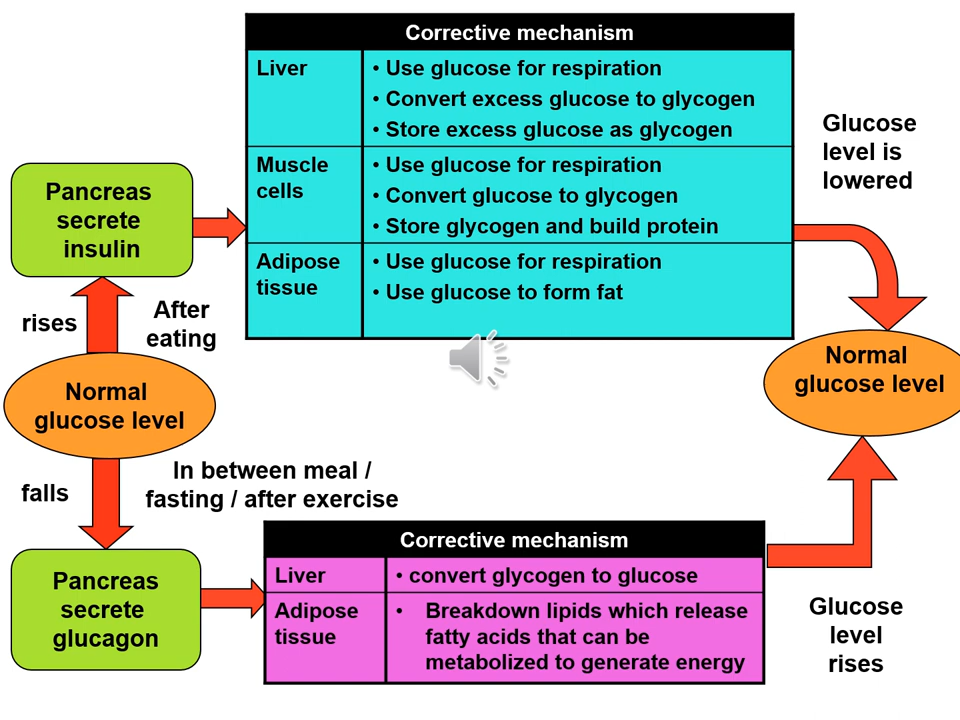 Corrective mechanism
Liver
• Use glucose for respiration
• Convert excess glucose to glycogen
• Store excess glucose as glycogen
Muscle
cells
• Use glucose for respiration
• Convert glucose to glycogen
• Store glycogen and build protein
Adipose
tissue
• Use glucose for respiration
• Use glucose to form fat
Glucose
level is
lowered
Pancreas
secrete
insulin
rises
After
eating
Normal
glucose level
Normal
glucose level
falls
In between meal /
fasting / after exercise
Pancreas
secrete
glucagon
Corrective mechanism
Liver
• convert glycogen to glucose
Adipose
tissue
• Breakdown lipids which release
fatty acids that can be
metabolized to generate energy
Glucose
level
rises